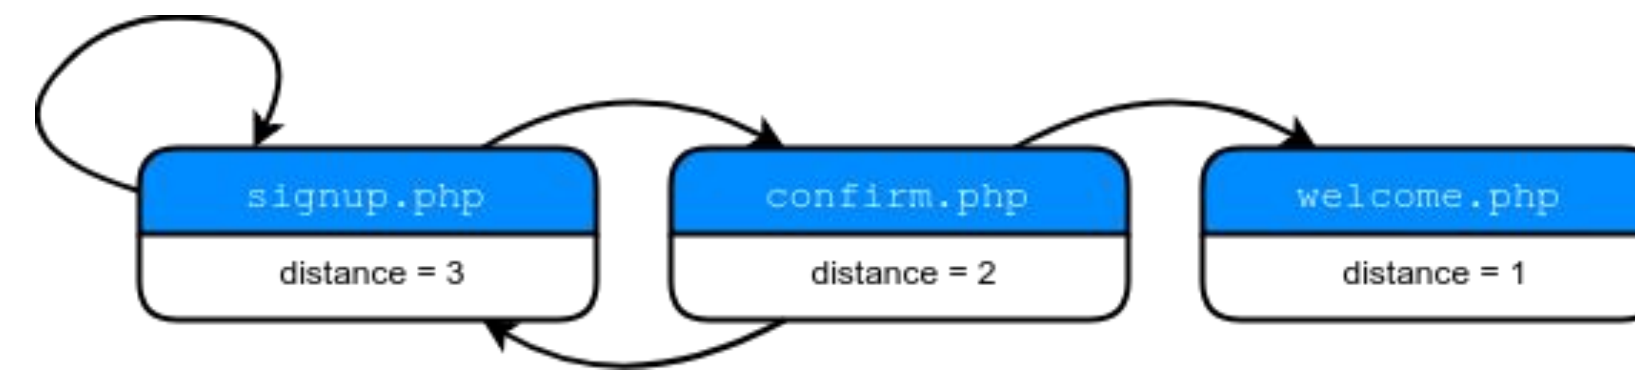 signup.php
distance = 3
confirm.php
distance = 2
welcome.php
distance = 1